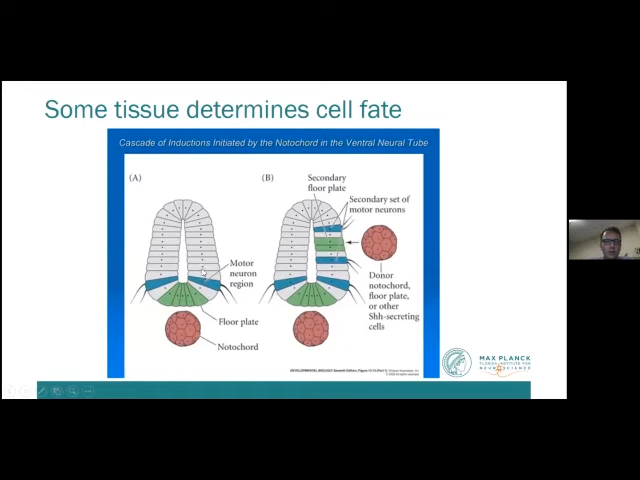 Some tissue determines cell fate
Cascade of Inductions Initiated by the Notochord in the Ventral Neural Tube
(A)
Motor
neuron
region
Floor plate
Notochord
(B)
Secondary
floor plate
Secondary set of
motor neurons
Donor
notochord,
floor plate,
or other
Shh-secreting
cells
MAX PLANCK
FLORIDA INSTITUTE FOR
NEUROSCIENCE